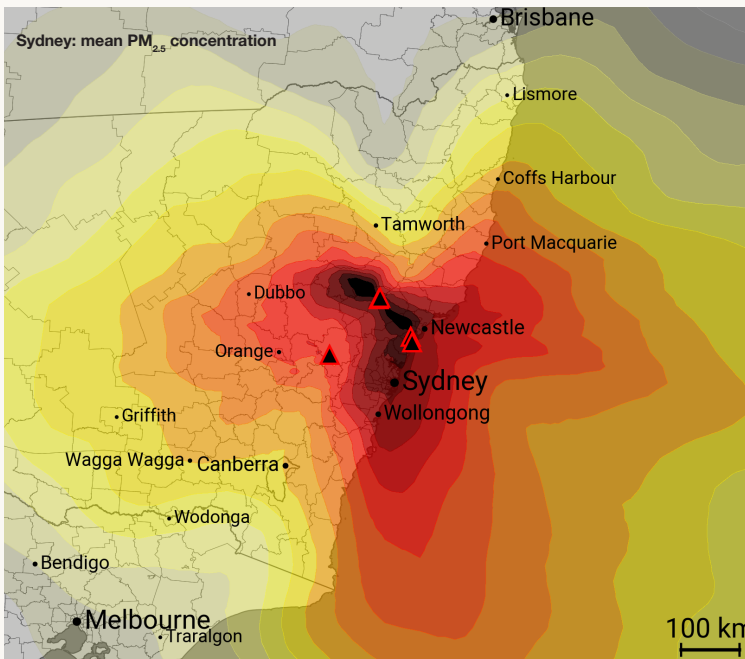 Brisbane
Sydney: mean PM2.5 concentration
Lismore
Coffs Harbour
Tamworth
Port Macquarie
Dubbo
Newcastle
Orange
Sydney
Wollongong
Griffith
Wagga Wagga
Canberra
Wodonga
Bendigo
Melbourne
Traralgon
100 km